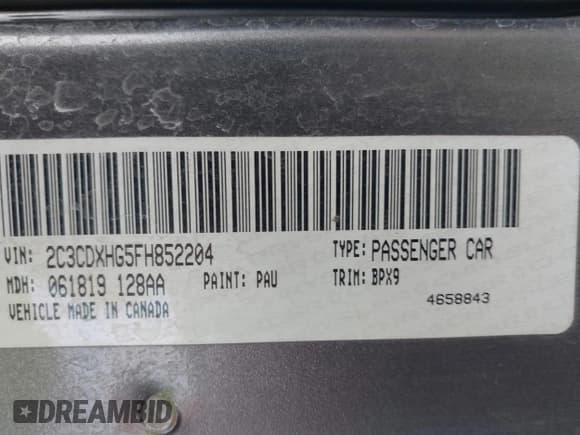 VIN: 2C3CDXHG5FH852204 TYPE: PASSENGER CAR
MDH: 061819 128AA PAINT: PAU TRIM: BPX9
VEHICLE MADE IN CANADA 4658843
DREAMBID